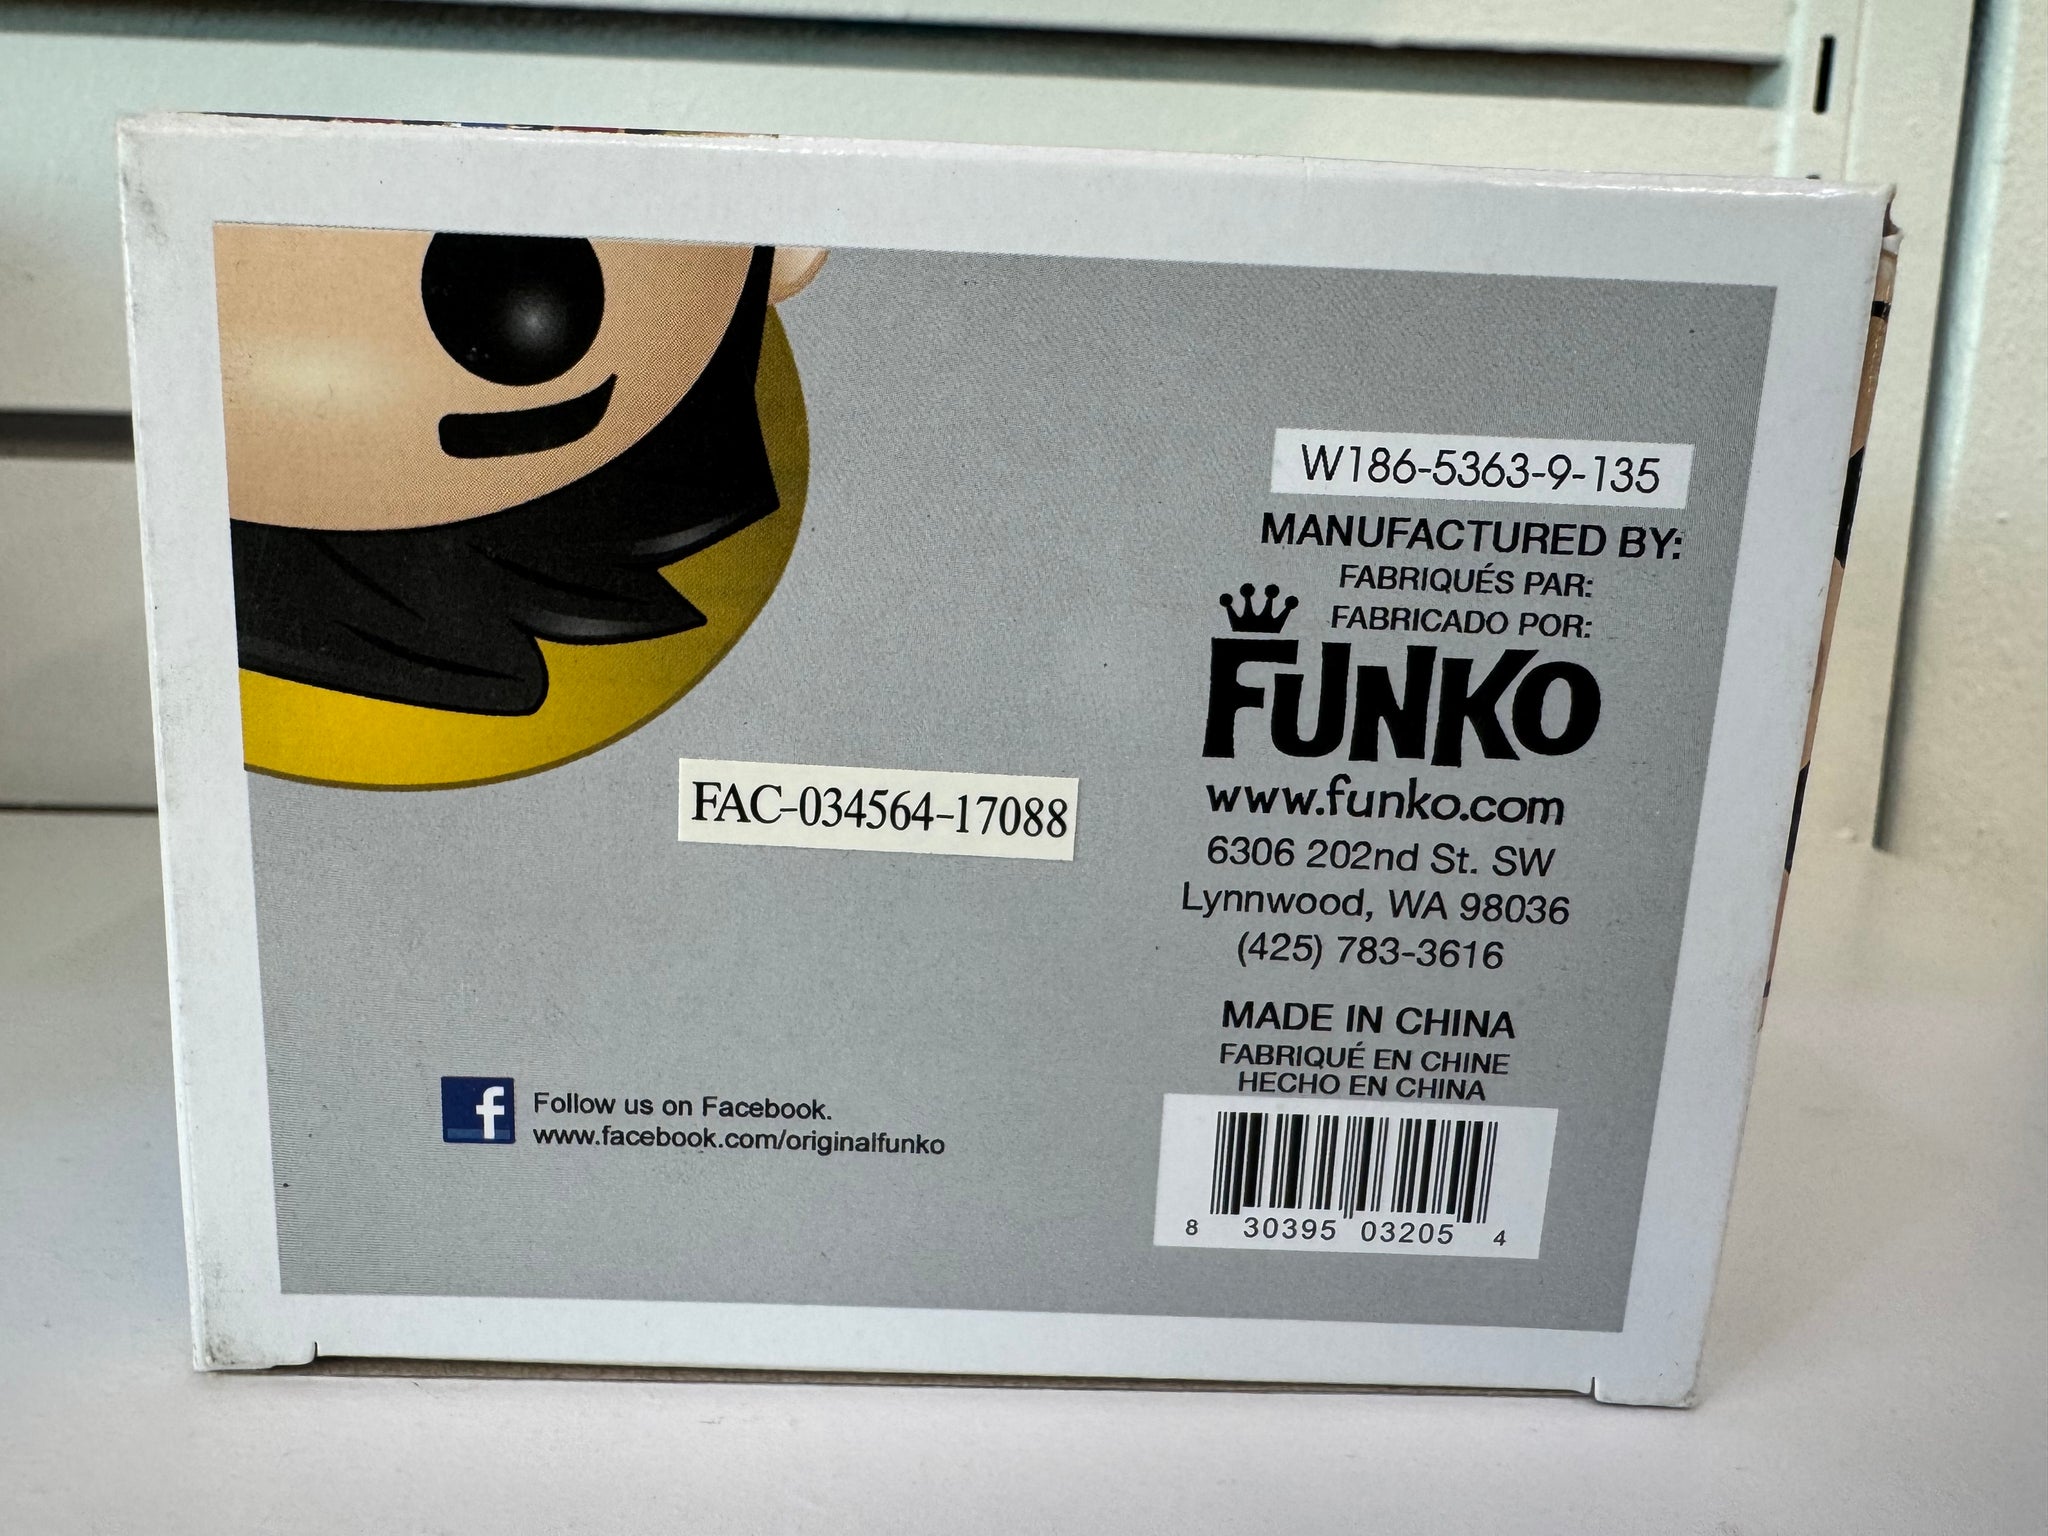 W186-5363-9-135
MANUFACTURED BY:
FABRIQUÉS PAR:
FABRICADO POR:
FUNKO
www.funko.com
6306 202nd St. SW
Lynnwood, WA 98036
(425) 783-3616
FAC-034564-17088
MADE IN CHINA
FABRIQUÉ EN CHINE
HECHO EN CHINA
f
Follow us on Facebook.
www.facebook.com/originalfunko
8 30395 03205 4